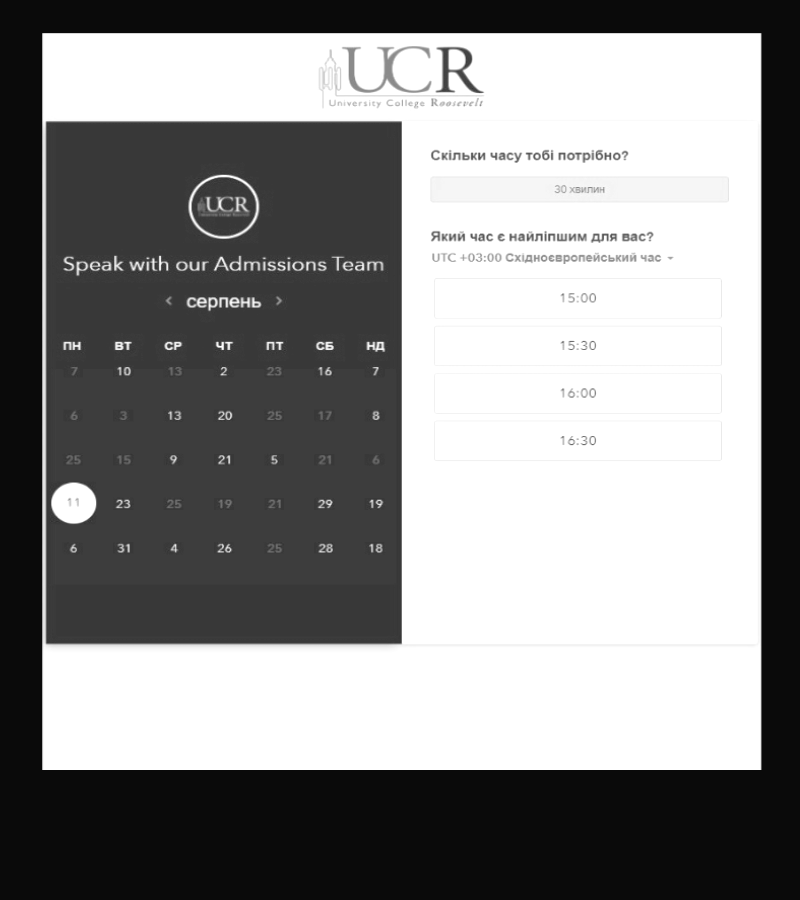 UCR
University College Roosevelt
UCR
Speak with our Admissions Team
< серпень >
ПН ВТ СР ЧТ ПТ СБ НД
7 10 13 2 23 16 7
6 3 13 20 25 17 8
25 15 9 21 5 21 6
11 23 25 19 21 29 19
6 31 4 26 25 28 18
Скільки часу тобі потрібно?
30 хвилин
Який час є найліпшим для вас?
UTC +03:00 Східноєвропейський час
15:00
15:30
16:00
16:30